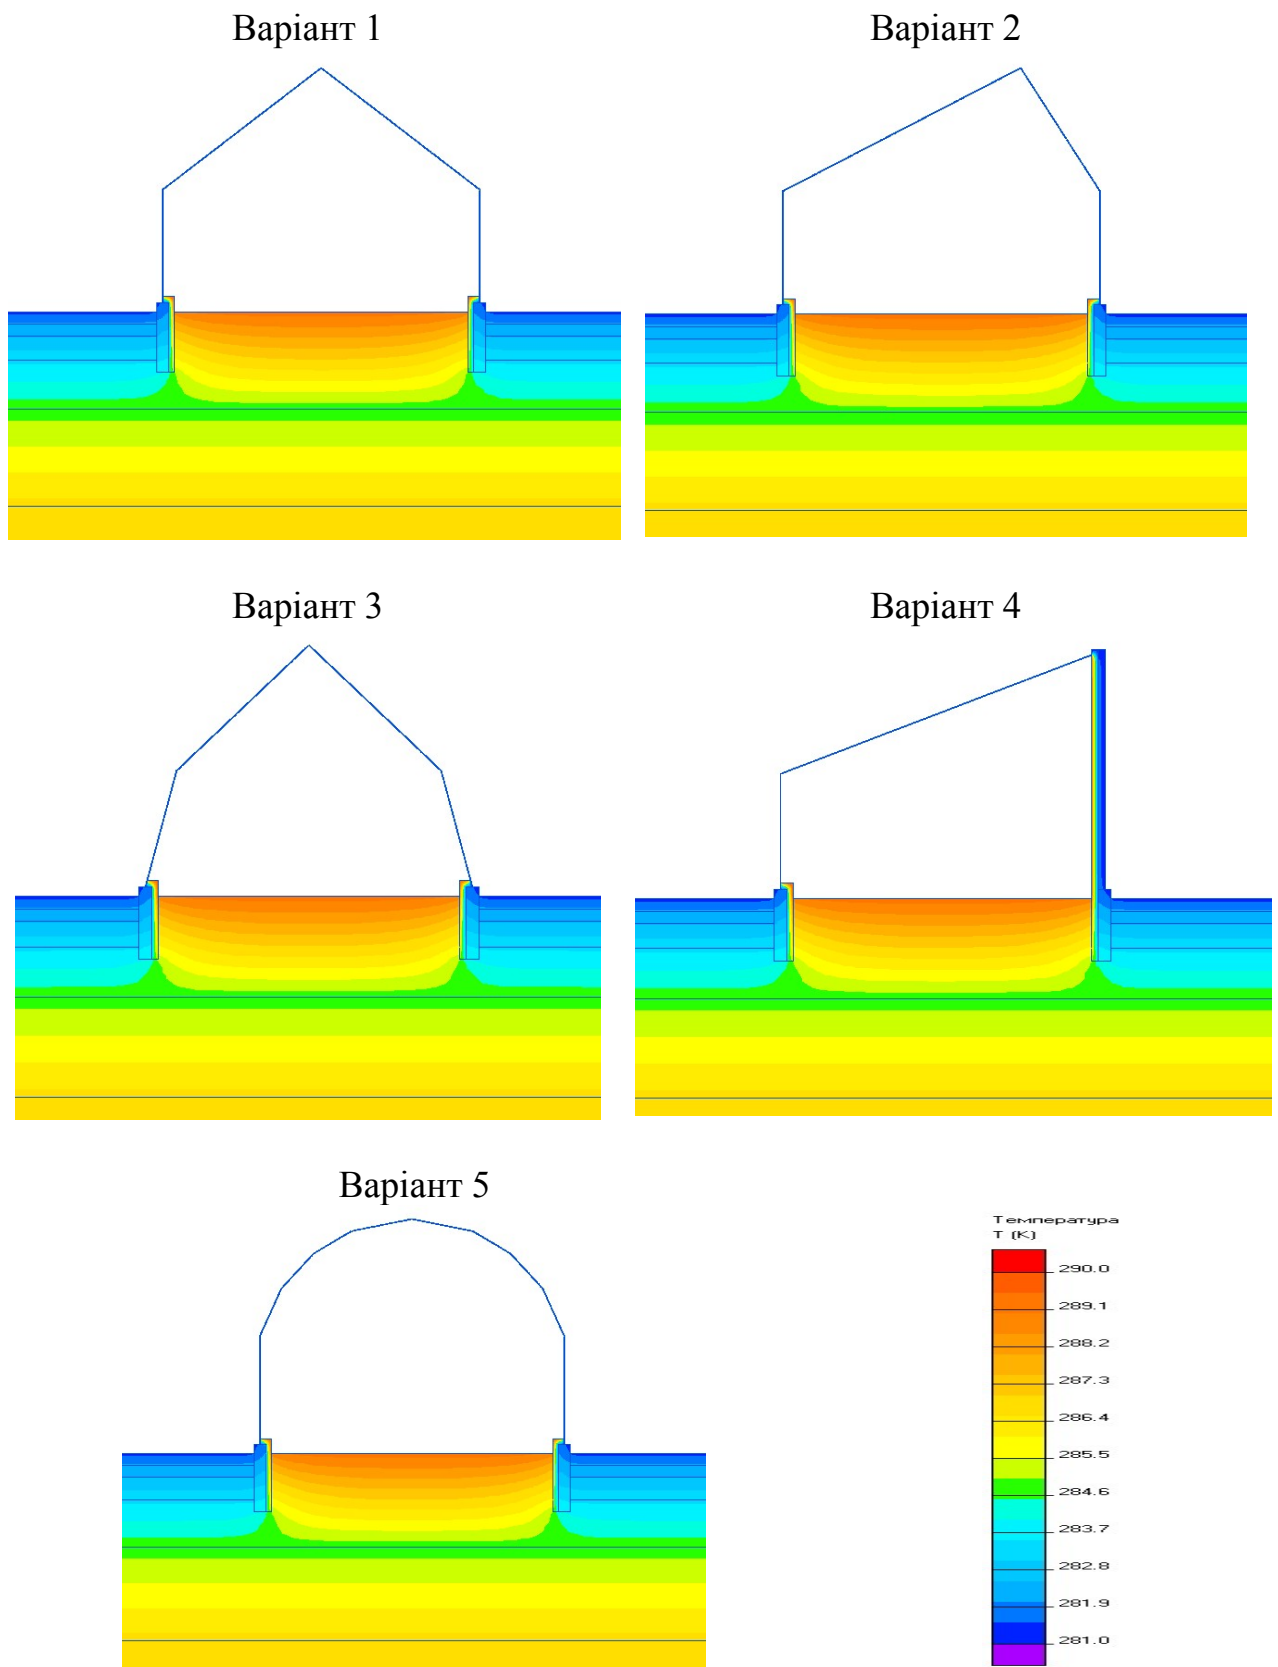 Варіант 1
Варіант 2
Варіант 3
Варіант 4
Варіант 5
Температура
T (K)
290.0
289.1
288.2
287.3
286.4
285.5
284.6
283.7
282.8
281.9
281.0